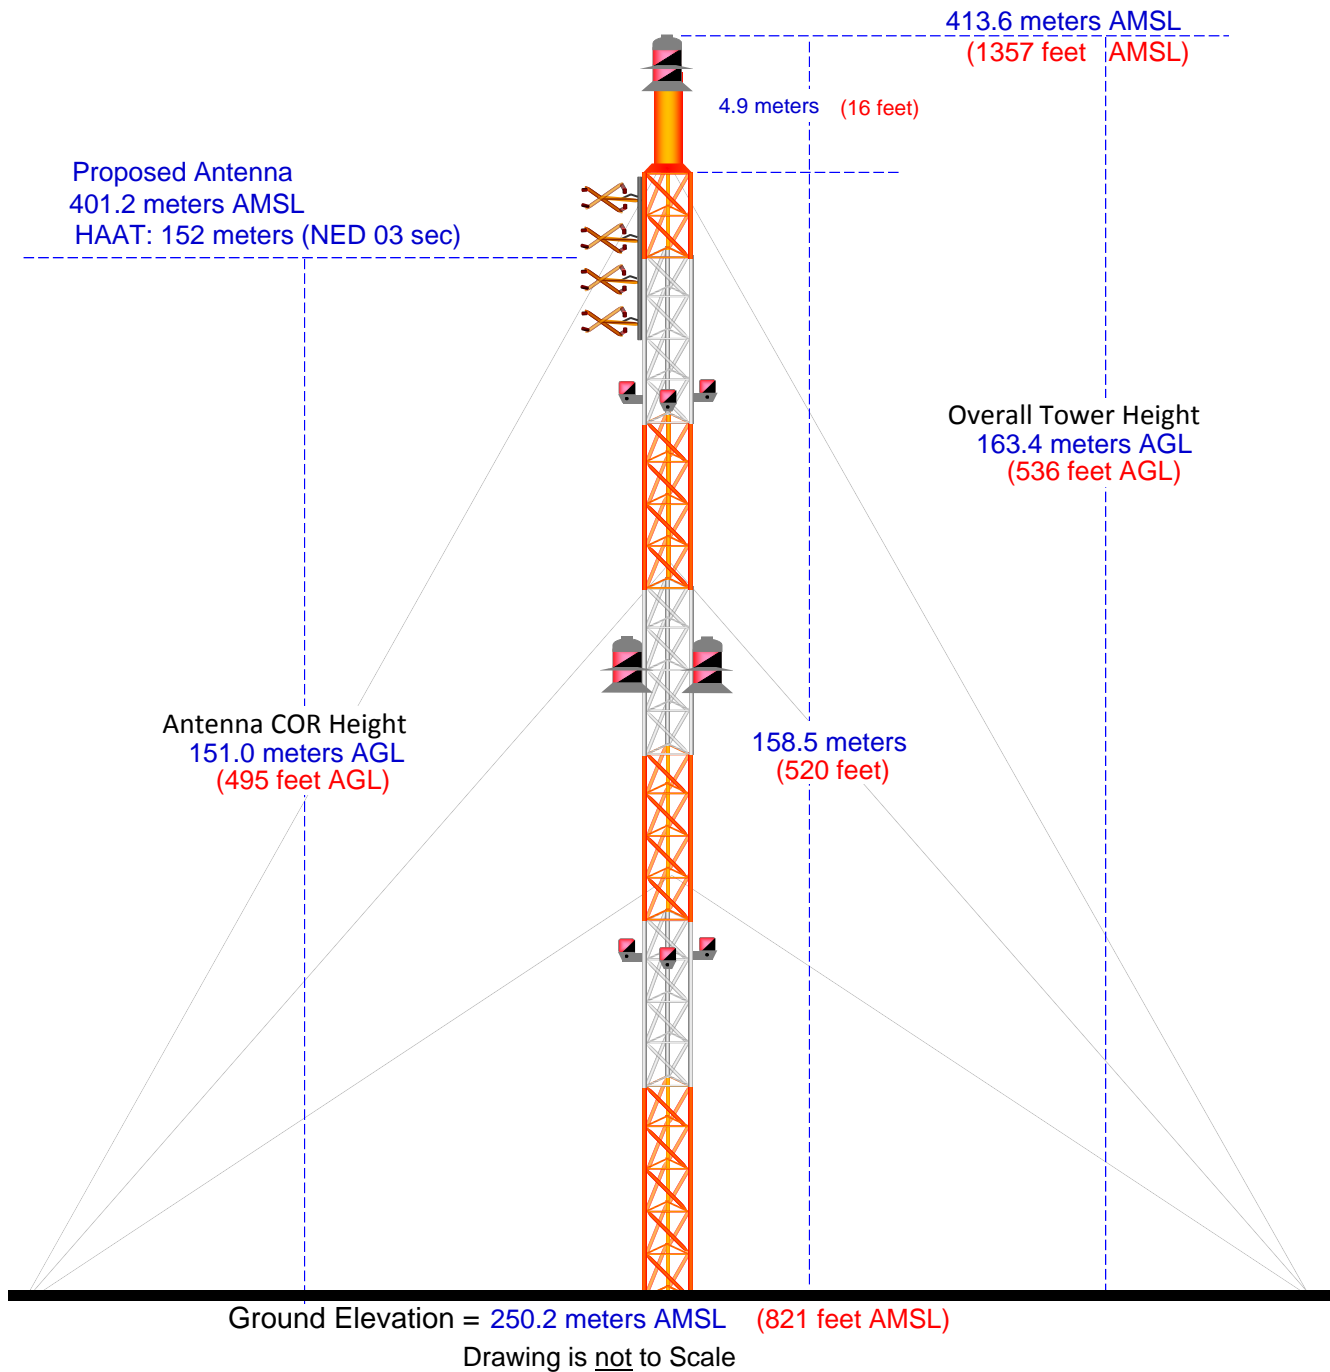 413.6 meters AMSL
(1357 feet AMSL)
4.9 meters (16 feet)
Proposed Antenna
401.2 meters AMSL
HAAT: 152 meters (NED 03 sec)
Overall Tower Height
163.4 meters AGL
(536 feet AGL)
Antenna COR Height
151.0 meters AGL
(495 feet AGL)
158.5 meters
(520 feet)
Ground Elevation = 250.2 meters AMSL (821 feet AMSL)
Drawing is not to Scale